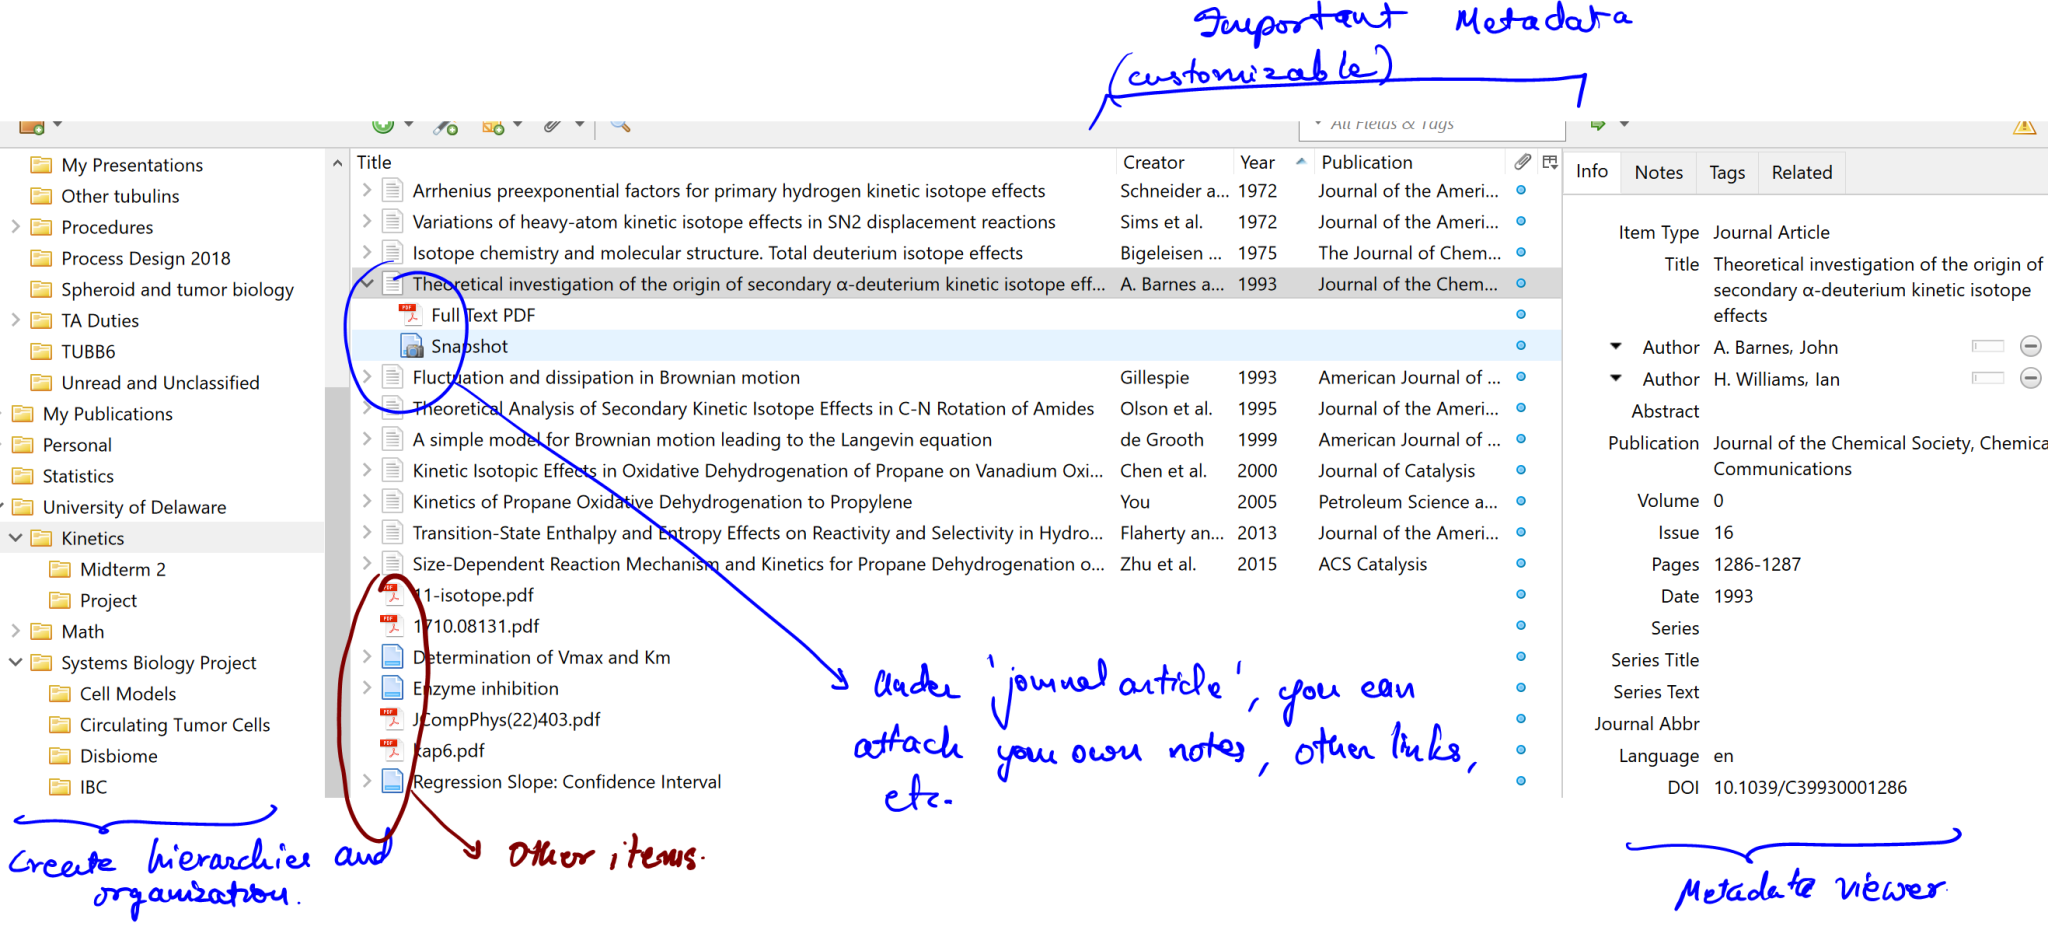 Important Metadata
(customizable)
All Fields & Tags
My Presentations
Other tubulins
Procedures
Process Design 2018
Spheroid and tumor biology
TA Duties
TUBB6
Unread and Unclassified
My Publications
Personal
Statistics
University of Delaware
Kinetics
Midterm 2
Project
Math
Systems Biology Project
Cell Models
Circulating Tumor Cells
Disbiome
IBC
Create hierarchies and
organization.
Title Creator Year Publication
Arrhenius preexponential factors for primary hydrogen kinetic isotope effects Schneider a... 1972 Journal of the Ameri...
Variations of heavy-atom kinetic isotope effects in SN2 displacement reactions Sims et al. 1972 Journal of the Ameri...
Isotope chemistry and molecular structure. Total deuterium isotope effects Bigeleisen ... 1975 The Journal of Chem...
Theoretical investigation of the origin of secondary α-deuterium kinetic isotope eff... A. Barnes a... 1993 Journal of the Chem...
Full Text PDF
Snapshot
Fluctuation and dissipation in Brownian motion Gillespie 1993 American Journal of ...
Theoretical Analysis of Secondary Kinetic Isotope Effects in C-N Rotation of Amides Olson et al. 1995 Journal of the Ameri...
A simple model for Brownian motion leading to the Langevin equation de Grooth 1999 American Journal of ...
Kinetic Isotopic Effects in Oxidative Dehydrogenation of Propane on Vanadium Oxi... Chen et al. 2000 Journal of Catalysis
Kinetics of Propane Oxidative Dehydrogenation to Propylene You 2005 Petroleum Science a...
Transition-State Enthalpy and Entropy Effects on Reactivity and Selectivity in Hydro... Flaherty an... 2013 Journal of the Ameri...
Size-Dependent Reaction Mechanism and Kinetics for Propane Dehydrogenation o... Zhu et al. 2015 ACS Catalysis
11-isotope.pdf
1710.08131.pdf
Determination of Vmax and Km
Enzyme inhibition
JCompPhys(22)403.pdf
kap6.pdf
Regression Slope: Confidence Interval
Under 'journal article', you can
attach your own notes, other links,
etc.
Other items.
Info Notes Tags Related
Item Type Journal Article
Title Theoretical investigation of the origin of
secondary α-deuterium kinetic isotope
effects
Author A. Barnes, John
Author H. Williams, Ian
Abstract
Publication Journal of the Chemical Society, Chemica
Communications
Volume 0
Issue 16
Pages 1286-1287
Date 1993
Series
Series Title
Series Text
Journal Abbr
Language en
DOI 10.1039/C39930001286
Metadata viewer.